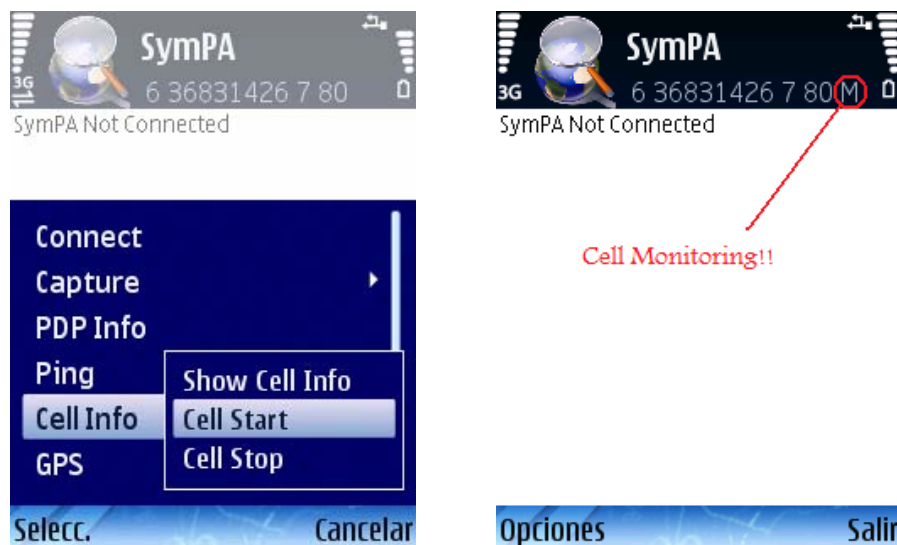 SymPA
3G
6 36831426 7 80
SymPA Not Connected
Connect
Capture
PDP Info
Ping
Cell Info
GPS
Show Cell Info
Cell Start
Cell Stop
Selecc. Cancelar
SymPA
3G
6 36831426 7 80 M
SymPA Not Connected
Cell Monitoring!!
Opciones Salir